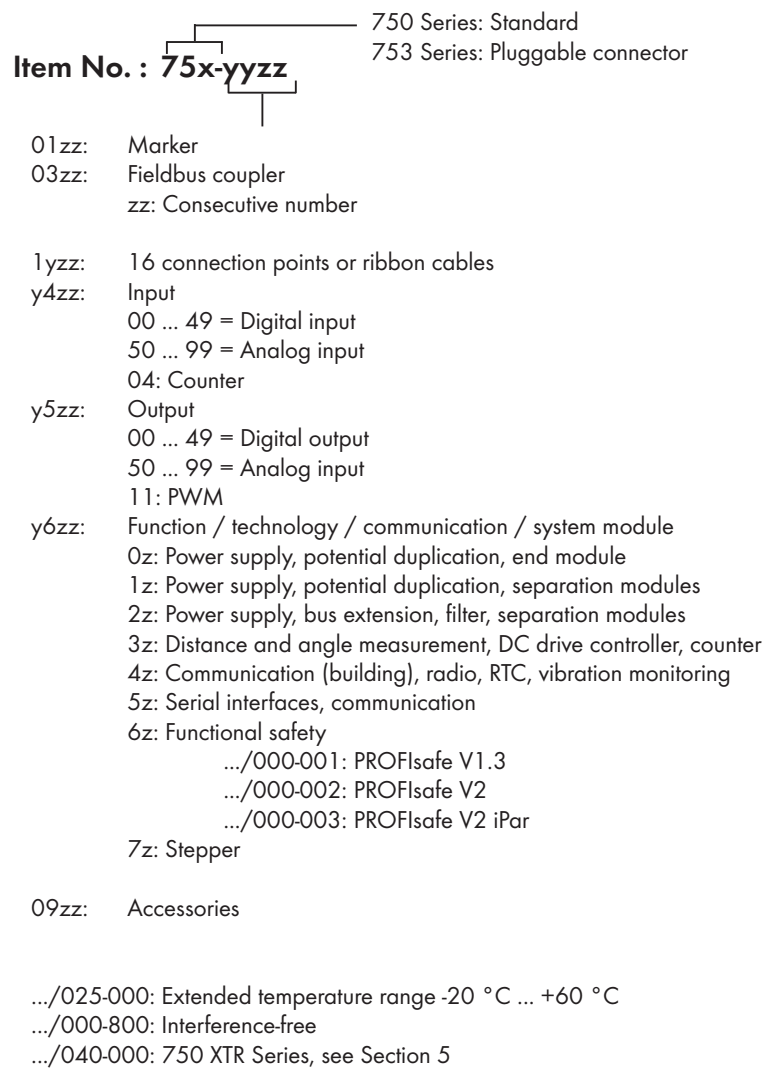 750 Series: Standard
753 Series: Pluggable connector
Item No. : 75x-yyzz
01zz: Marker
03zz: Fieldbus coupler
zz: Consecutive number
1yzz: 16 connection points or ribbon cables
y4zz: Input
00 ... 49 = Digital input
50 ... 99 = Analog input
04: Counter
y5zz: Output
00 ... 49 = Digital output
50 ... 99 = Analog input
11: PWM
y6zz: Function / technology / communication / system module
0z: Power supply, potential duplication, end module
1z: Power supply, potential duplication, separation modules
2z: Power supply, bus extension, filter, separation modules
3z: Distance and angle measurement, DC drive controller, counter
4z: Communication (building), radio, RTC, vibration monitoring
5z: Serial interfaces, communication
6z: Functional safety
.../000-001: PROFIsafe V1.3
.../000-002: PROFIsafe V2
.../000-003: PROFIsafe V2 iPar
7z: Stepper
09zz: Accessories
.../025-000: Extended temperature range -20 °C ... +60 °C
.../000-800: Interference-free
.../040-000: 750 XTR Series, see Section 5